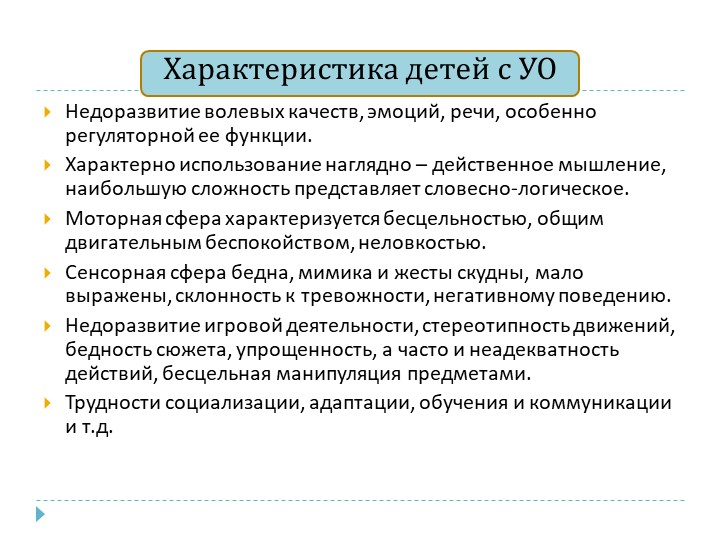 Характеристика детей с УО
Недоразвитие волевых качеств, эмоций, речи, особенно
регуляторной ее функции.
Характерно использование наглядно – действенное мышление,
наибольшую сложность представляет словесно-логическое.
Моторная сфера характеризуется бесцельностью, общим
двигательным беспокойством, неловкостью.
Сенсорная сфера бедна, мимика и жесты скудны, мало
выражены, склонность к тревожности, негативному поведению.
Недоразвитие игровой деятельности, стереотипность движений,
бедность сюжета, упрощенность, а часто и неадекватность
действий, бесцельная манипуляция предметами.
Трудности социализации, адаптации, обучения и коммуникации
и т.д.